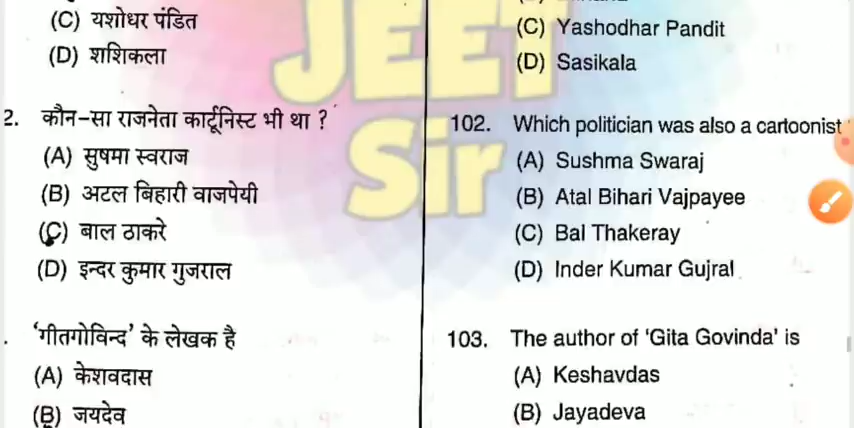 (C) यशोधर पंडित
(D) शशिकला
2. कौन-सा राजनेता कार्टूनिस्ट भी था ?
(A) सुषमा स्वराज
(B) अटल बिहारी वाजपेयी
(C) बाल ठाकरे
(D) इन्दर कुमार गुजराल
. 'गीतगोविन्द' के लेखक है
(A) केशवदास
(B) जयदेव
JEET
Sir
(C) Yashodhar Pandit
(D) Sasikala
102. Which politician was also a cartoonist
(A) Sushma Swaraj
(B) Atal Bihari Vajpayee
(C) Bal Thakeray
(D) Inder Kumar Gujral
103. The author of 'Gita Govinda' is
(A) Keshavdas
(B) Jayadeva